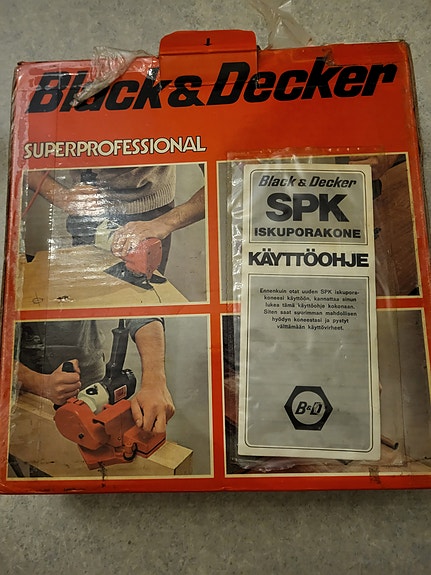 Black & Decker
SUPERPROFESSIONAL
Black & Decker
SPK
ISKUPORAKONE
KÄYTTÖOHJE
Ennenkuin otat uuden SPK iskupora-
koneesi käyttöön, kannattaa sinun
lukea tämä käyttöohje kokonaan.
Siten saat suurimman mahdollisen
hyödyn koneestasi ja pystyt
välttämään käyttövirheet.
B&D